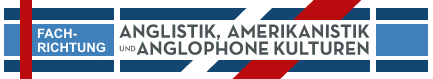 FACH-
RICHTUNG
ANGLISTIK, AMERIKANISTIK
UND ANGLOPHONE KULTUREN